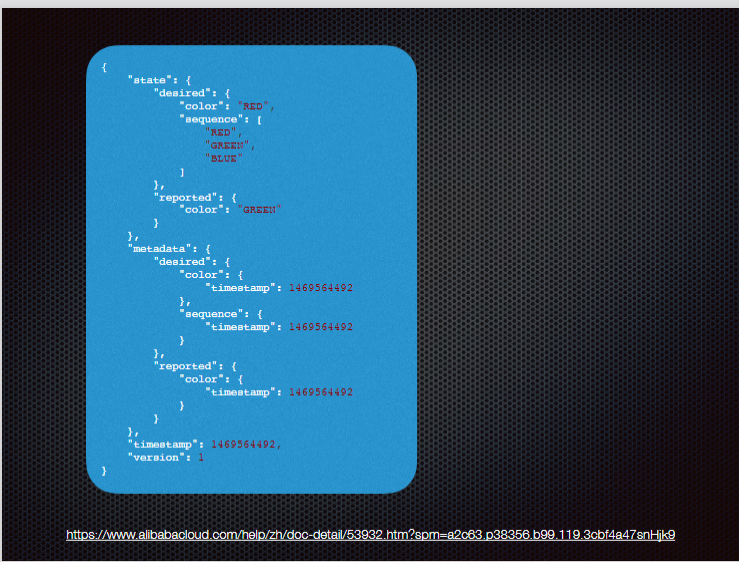 {
    "state": {
        "desired": {
            "color": "RED",
            "sequence": [
                "RED",
                "GREEN",
                "BLUE"
            ]
        },
        "reported": {
            "color": "GREEN"
        }
    },
    "metadata": {
        "desired": {
            "color": {
                "timestamp": 1469564492
            },
            "sequence": {
                "timestamp": 1469564492
            }
        },
        "reported": {
            "color": {
                "timestamp": 1469564492
            }
        }
    },
    "timestamp": 1469564492,
    "version": 1
}
https://www.alibabacloud.com/help/zh/doc-detail/53932.htm?spm=a2c63.p38356.b99.119.3cbf4a47snHjk9